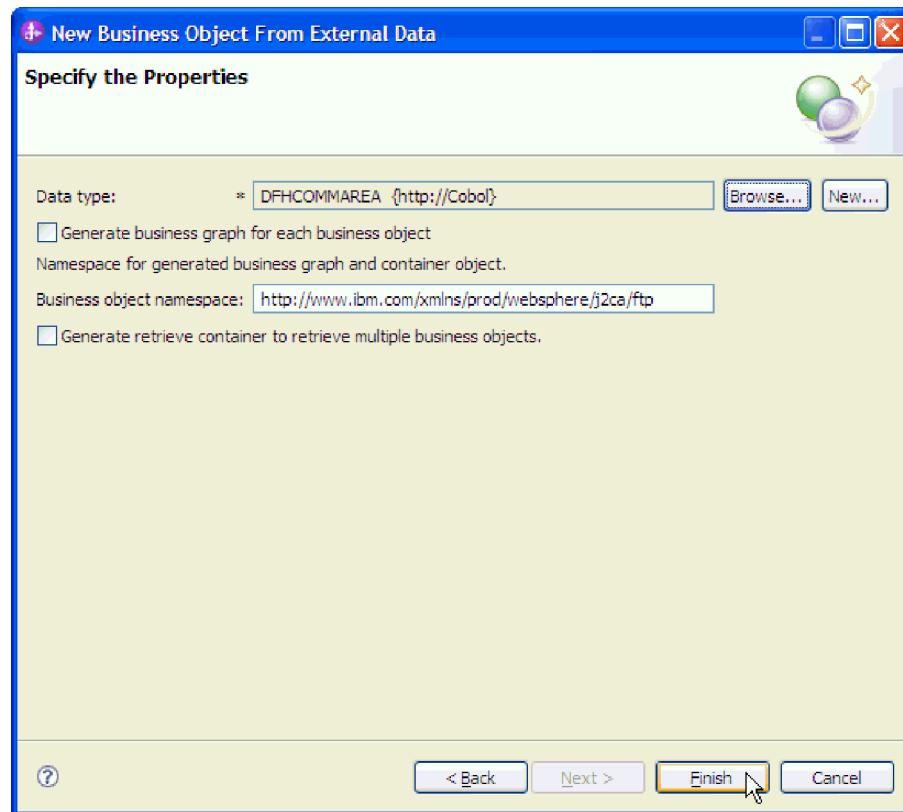 New Business Object From External Data
Specify the Properties
Data type: * DFHCOMMAREA {http://Cobol} Browse... New...
Generate business graph for each business object
Namespace for generated business graph and container object.
Business object namespace: http://www.ibm.com/xmlns/prod/websphere/j2ca/ftp
Generate retrieve container to retrieve multiple business objects.
? < Back Next > Finish Cancel